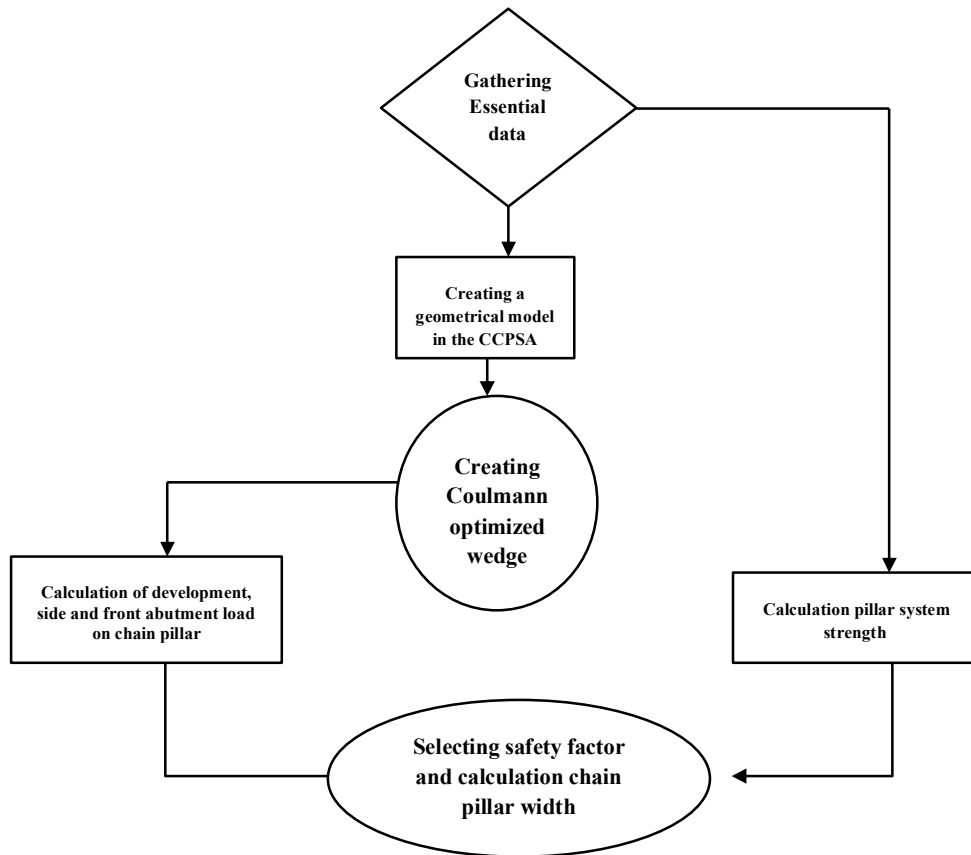 Gathering
Essential
data
Creating a
geometrical model
in the CCPSA
Creating
Coulmann
optimized
wedge
Calculation of development,
side and front abutment load
on chain pillar
Calculation pillar system
strength
Selecting safety factor
and calculation chain
pillar width